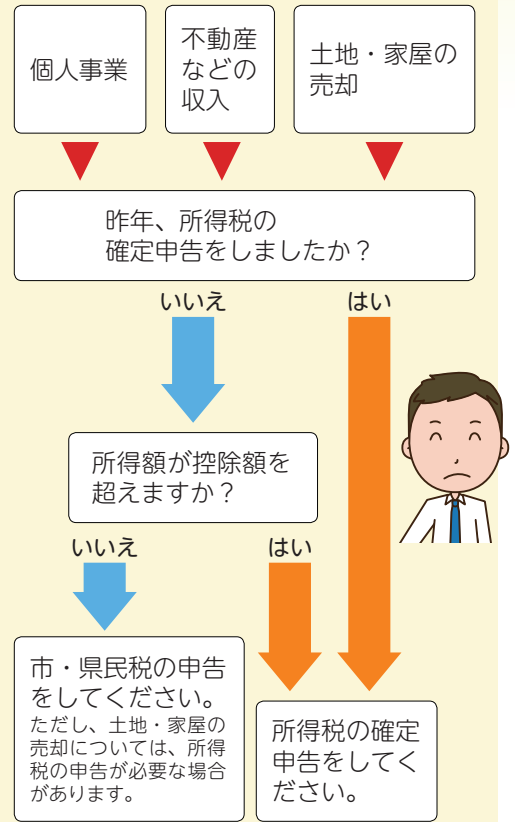 個人事業
不動産
などの
収入
土地・家屋の
売却
昨年、所得税の
確定申告をしましたか？
いいえ
はい
所得額が控除額を
超えますか？
いいえ
はい
市・県民税の申告
をしてください。
ただし、土地・家屋の
売却については、所得
税の申告が必要な場合
があります。
所得税の確定
申告をしてく
ださい。